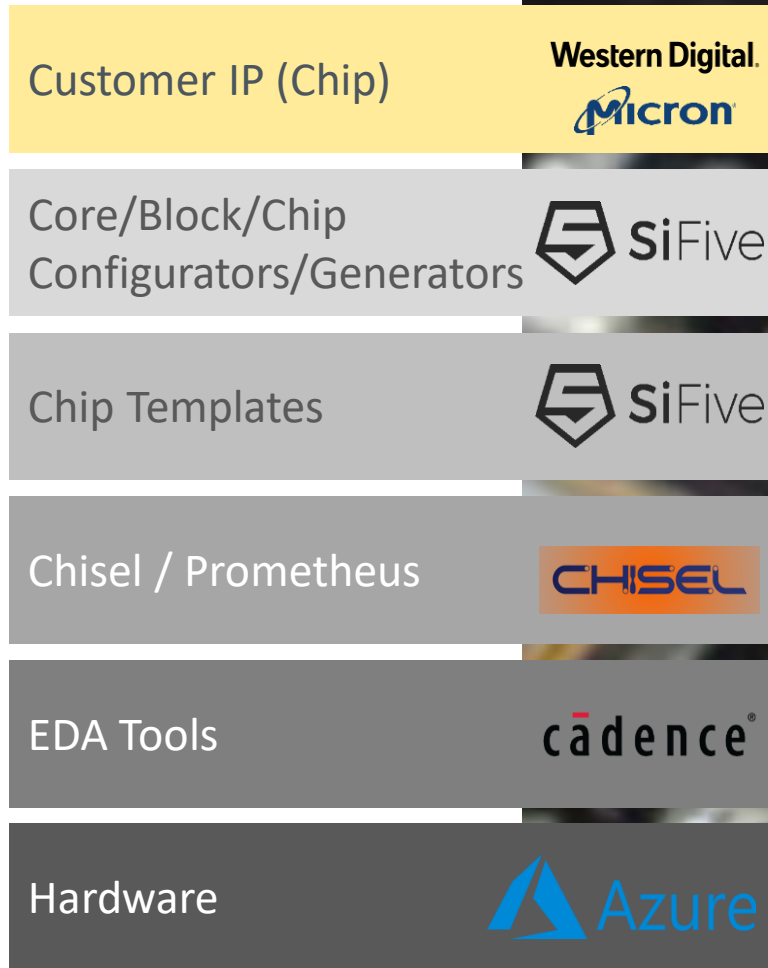 Customer IP (Chip)
Western Digital.
Micron
Core/Block/Chip
Configurators/Generators
SiFive
Chip Templates
SiFive
Chisel / Prometheus
CHISEL
EDA Tools
cādence®
Hardware
Azure